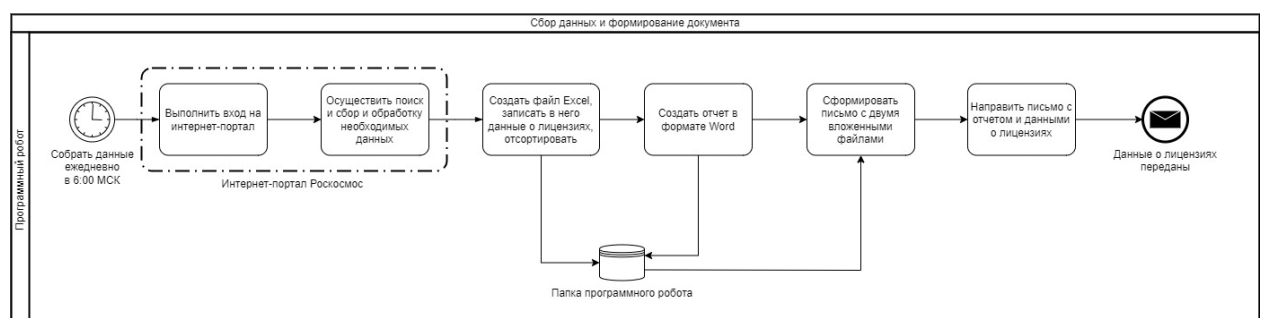 Сбор данных и формирование документа
Программный робот
Собрать данные
ежедневно
в 6:00 МСК
Выполнить вход на
интернет-портал
Осуществить поиск
и сбор и обработку
необходимых
данных
Интернет-портал Роскосмос
Создать файл Excel,
записать в него
данные о лицензиях,
отсортировать
Создать отчет в
формате Word
Сформировать
письмо с двумя
вложенными
файлами
Направить письмо с
отчетом и данными
о лицензиях
Данные о лицензиях
переданы
Папка программного робота